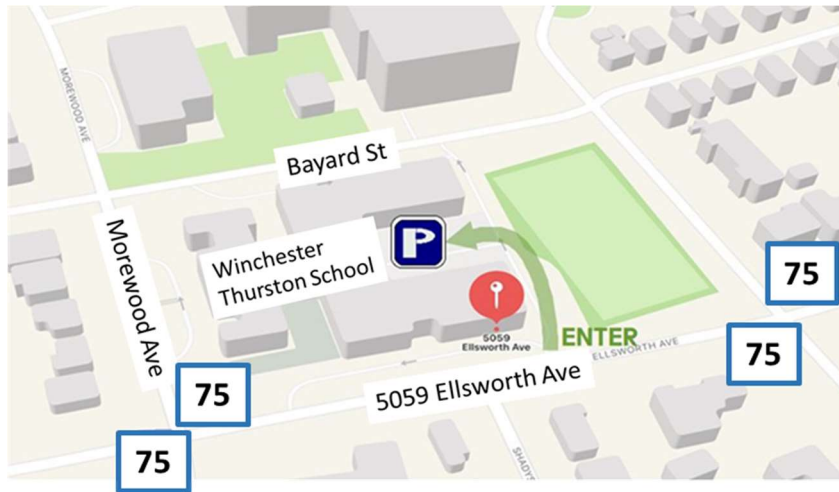 MOREWOOD AVE
Bayard St
Morewood Ave
Winchester
Thurston School
P
75
75
5059
Ellsworth Ave
ENTER
ELLSWORTH AVE
5059 Ellsworth Ave
75
75